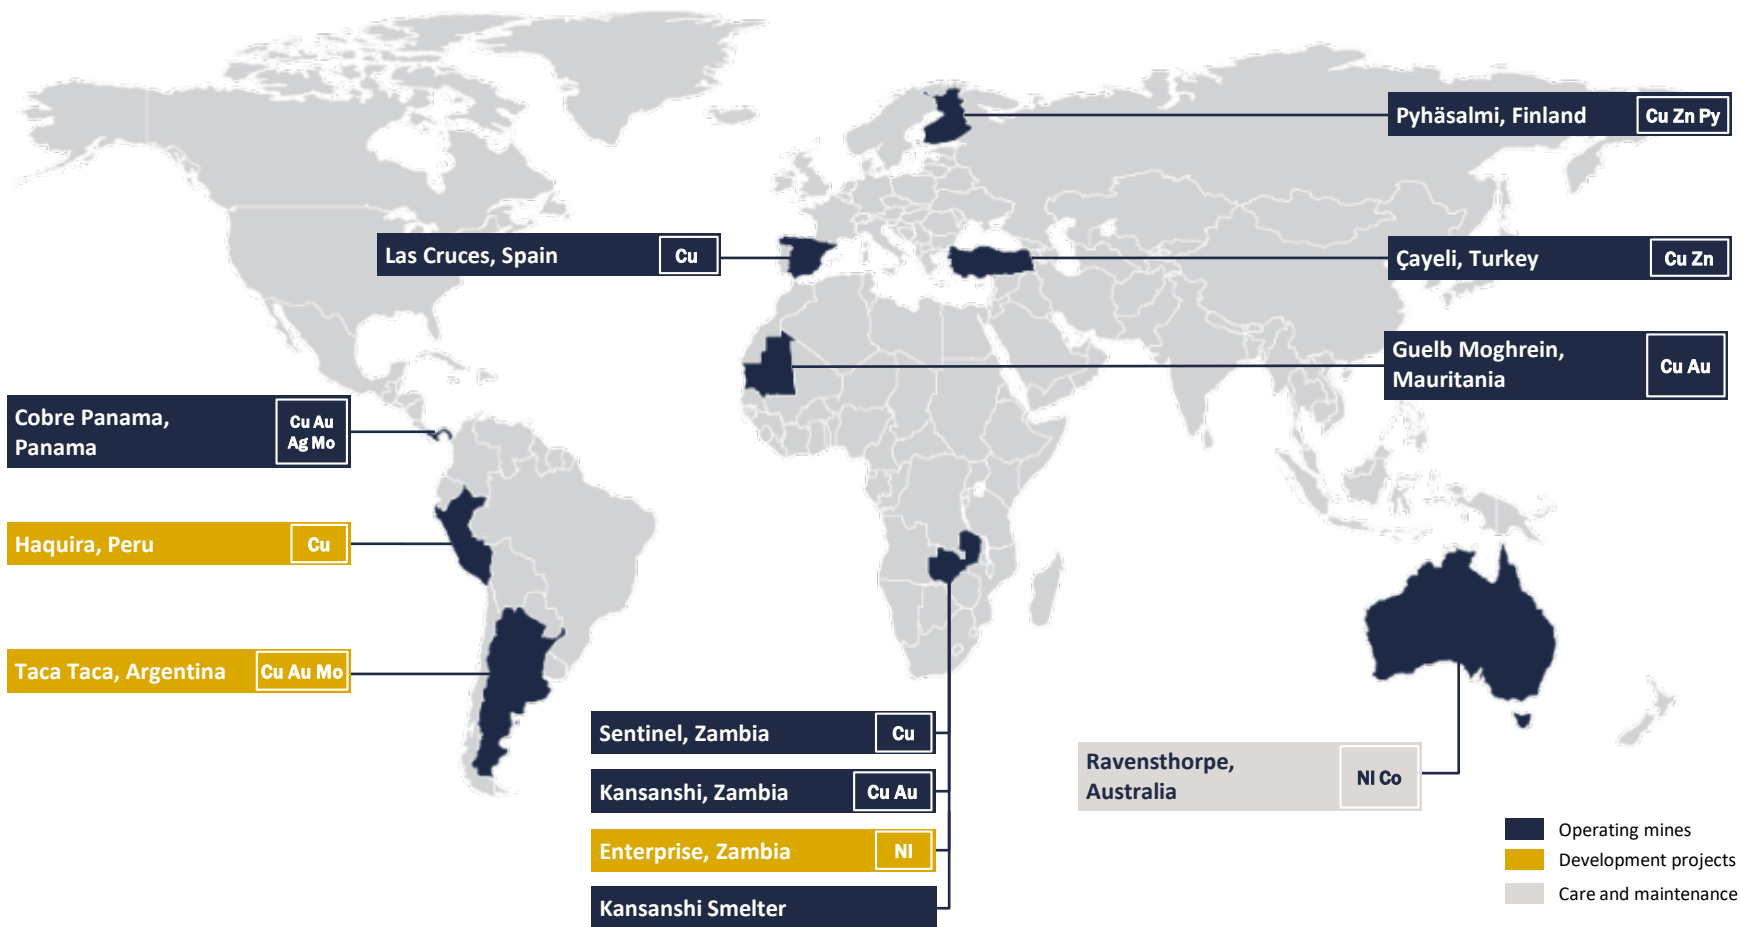 Pyhäsalmi, Finland
Cu Zn Py
Las Cruces, Spain
Cu
Çayeli, Turkey
Cu Zn
Guelb Moghrein,
Mauritania
Cu Au
Cobre Panama,
Panama
Cu Au
Ag Mo
Haquira, Peru
Cu
Taca Taca, Argentina
Cu Au Mo
Sentinel, Zambia
Cu
Kansanshi, Zambia
Cu Au
Enterprise, Zambia
NI
Kansanshi Smelter
Ravensthorpe,
Australia
NI Co
Operating mines
Development projects
Care and maintenance